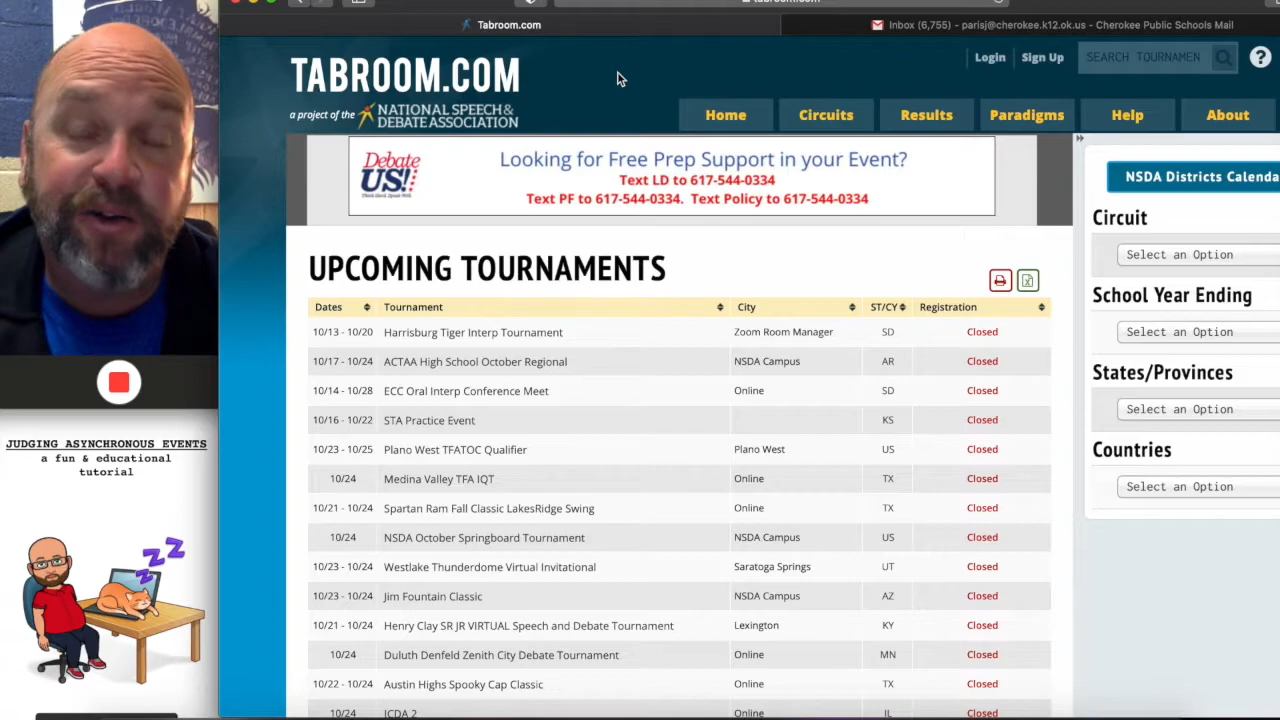 tabroom.com
Tabroom.com
Inbox (6,755) - parisj@cherokee.k12.ok.us - Cherokee Public Schools Mail
TABROOM.COM
a project of the NATIONAL SPEECH &
DEBATE ASSOCIATION
Login Sign Up SEARCH TOURNAMEN ?
Home Circuits Results Paradigms Help About
Debate
US!
Looking for Free Prep Support in your Event?
Text LD to 617-544-0334
Text PF to 617-544-0334. Text Policy to 617-544-0334
UPCOMING TOURNAMENTS
Dates Tournament City ST/CY Registration
10/13 - 10/20 Harrisburg Tiger Interp Tournament Zoom Room Manager SD Closed
10/17 - 10/24 ACTAA High School October Regional NSDA Campus AR Closed
10/14 - 10/28 ECC Oral Interp Conference Meet Online SD Closed
10/16 - 10/22 STA Practice Event KS Closed
10/23 - 10/25 Plano West TFATOC Qualifier Plano West US Closed
10/24 Medina Valley TFA IQT Online TX Closed
10/21 - 10/24 Spartan Ram Fall Classic LakesRidge Swing Online TX Closed
10/24 NSDA October Springboard Tournament NSDA Campus US Closed
10/23 - 10/24 Westlake Thunderdome Virtual Invitational Saratoga Springs UT Closed
10/23 - 10/24 Jim Fountain Classic NSDA Campus AZ Closed
10/21 - 10/24 Henry Clay SR JR VIRTUAL Speech and Debate Tournament Lexington KY Closed
10/24 Duluth Denfeld Zenith City Debate Tournament Online MN Closed
10/22 - 10/24 Austin Highs Spooky Cap Classic Online TX Closed
10/24 ICDA 2 Online IL Closed
NSDA Districts Calenda
Circuit
Select an Option
School Year Ending
Select an Option
States/Provinces
Select an Option
Countries
Select an Option
JUDGING ASYNCHRONOUS EVENTS
a fun & educational
tutorial
Z Z Z